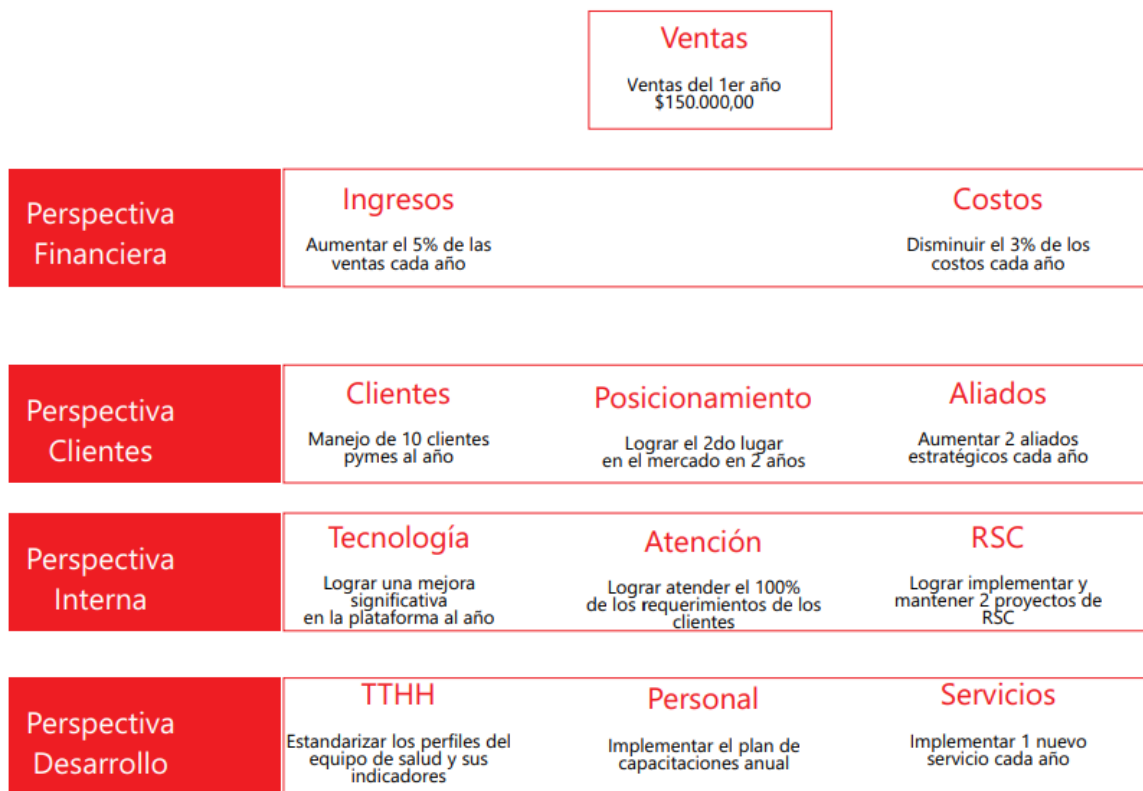 Ventas
Ventas del 1er año
$150.000,00
Perspectiva
Financiera
Ingresos
Aumentar el 5% de las
ventas cada año
Costos
Disminuir el 3% de los
costos cada año
Perspectiva
Clientes
Clientes
Manejo de 10 clientes
pymes al año
Posicionamiento
Lograr el 2do lugar
en el mercado en 2 años
Aliados
Aumentar 2 aliados
estratégicos cada año
Perspectiva
Interna
Tecnología
Lograr una mejora
significativa
en la plataforma al año
Atención
Lograr atender el 100%
de los requerimientos de los
clientes
RSC
Lograr implementar y
mantener 2 proyectos de
RSC
Perspectiva
Desarrollo
TTHH
Estandarizar los perfiles del
equipo de salud y sus
indicadores
Personal
Implementar el plan de
capacitaciones anual
Servicios
Implementar 1 nuevo
servicio cada año